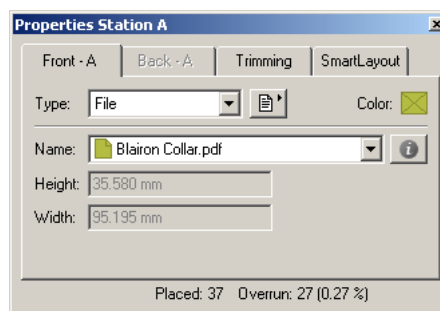 Properties Station A
Front - A Back - A Trimming SmartLayout
Type: File Color:
Name: Blairon Collar.pdf
Height: 35.580 mm
Width: 95.195 mm
Placed: 37 Overrun: 27 (0.27 %)